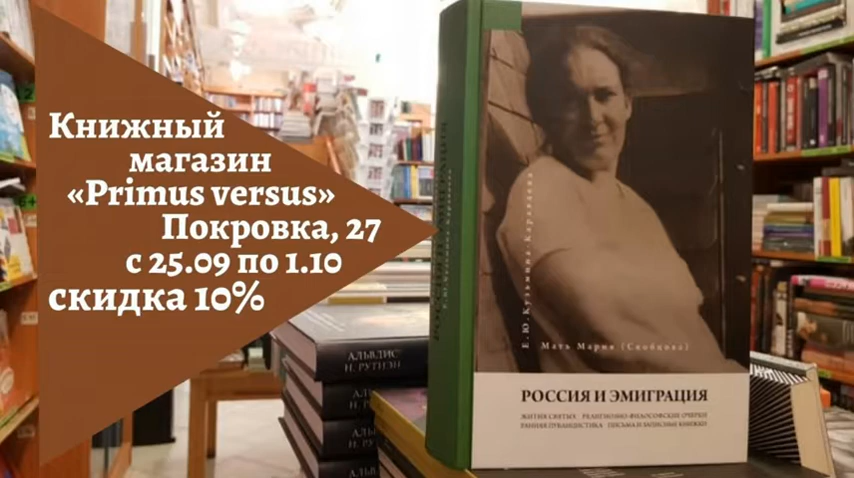 Книжный
магазин
«Primus versus»
Покровка, 27
с 25.09 по 1.10
скидка 10%
Е. Ю. Кузьмина-Караваева
Мать Мария (Скобцова)
РОССИЯ И ЭМИГРАЦИЯ
ЖИТИЯ СВЯТЫХ РЕЛИГИОЗНО-ФИЛОСОФСКИЕ ОЧЕРКИ
РАННЯЯ ПУБЛИЦИСТИКА ПИСЬМА И ЗАПИСНЫЕ КНИЖКИ
АЛЬВДИС
Н. РУТИЭН
АЛЬВДИС
Н. РУТИЭН